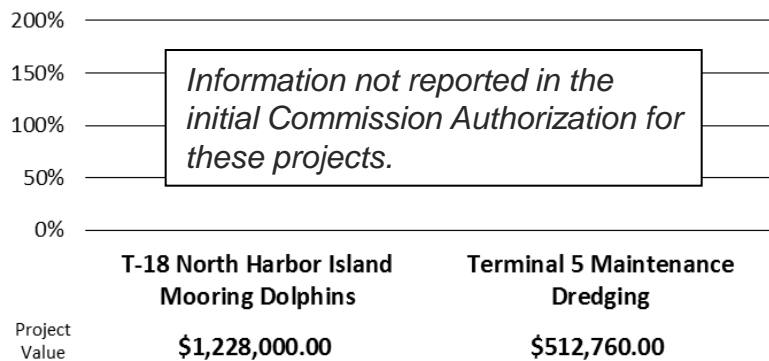 200%
150%
100%
50%
0%
Information not reported in the
initial Commission Authorization for
these projects.
T-18 North Harbor Island
Mooring Dolphins
Terminal 5 Maintenance
Dredging
Project
Value
$1,228,000.00
$512,760.00